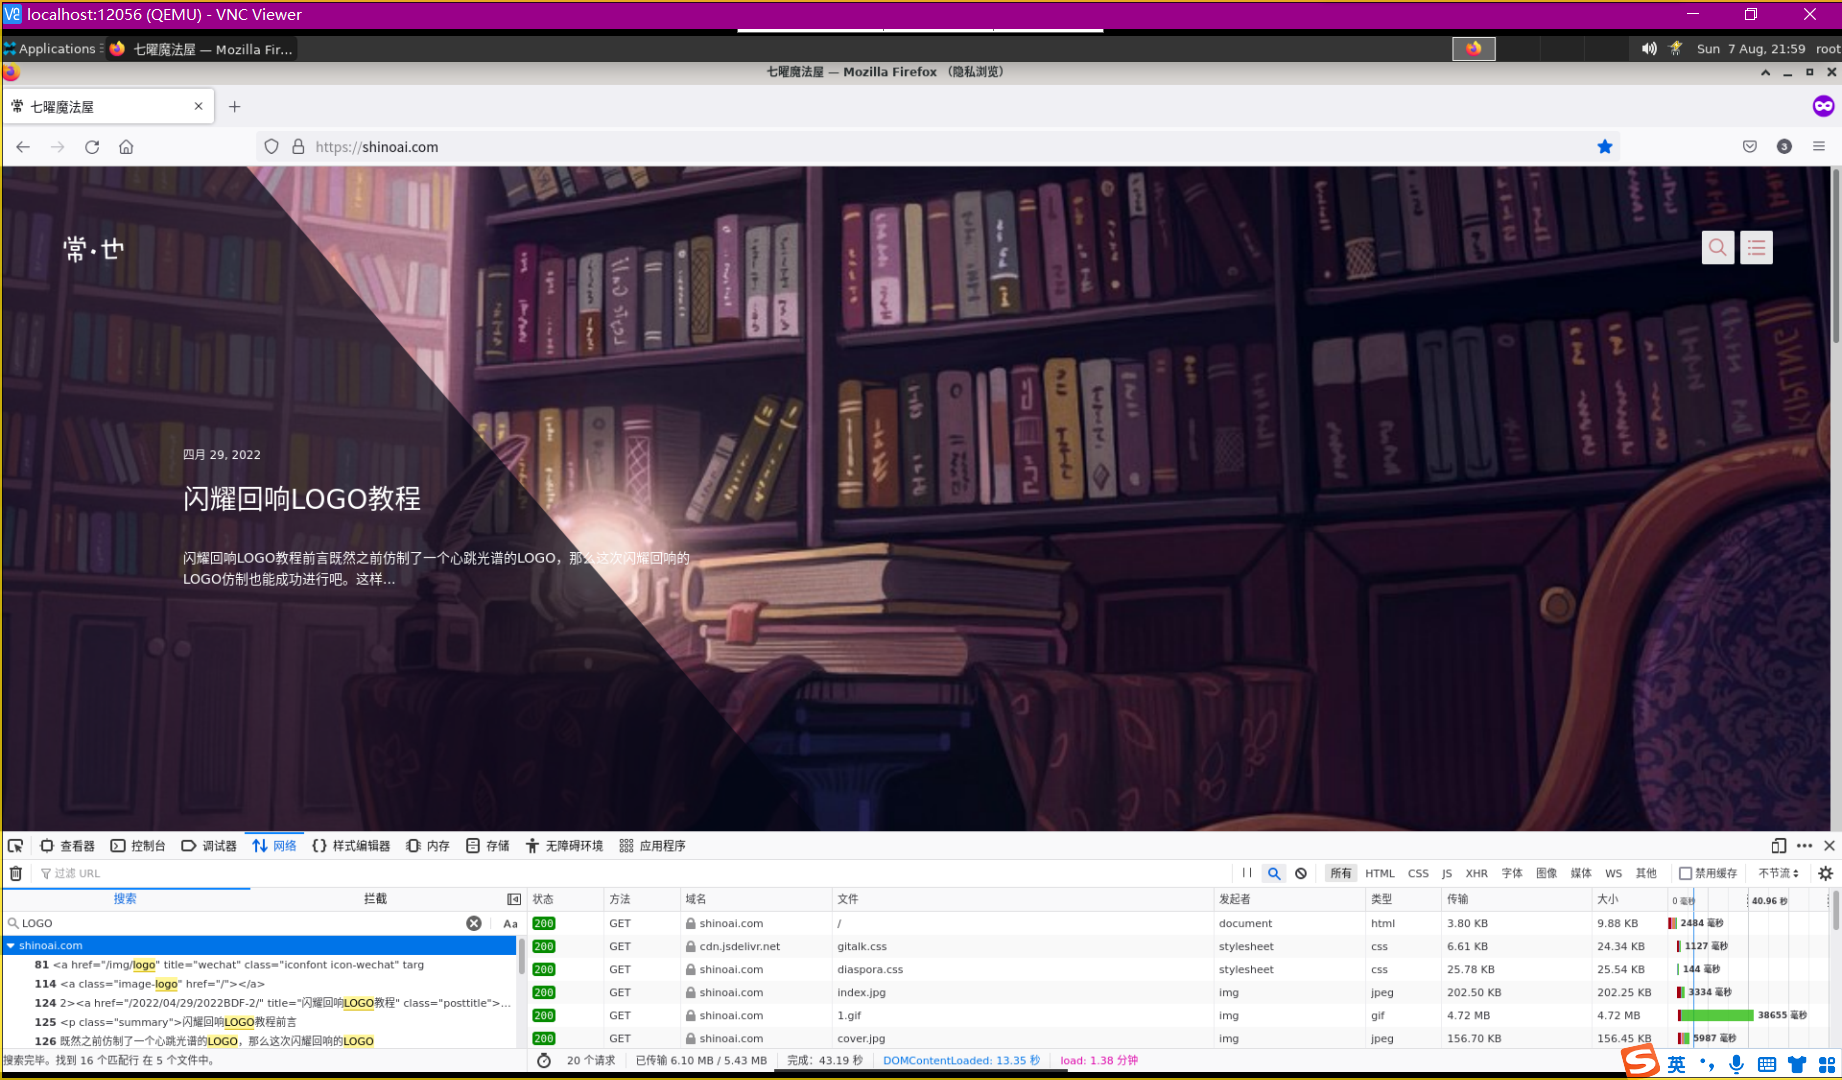 localhost:12056 (QEMU) - VNC Viewer
Applications 七曜魔法屋 — Mozilla Fir... Sun 7 Aug, 21:59 root
七曜魔法屋 — Mozilla Firefox （隐私浏览）
常 七曜魔法屋
https://shinoai.com 3
常·世
四月 29, 2022
闪耀回响LOGO教程
闪耀回响LOGO教程前言既然之前仿制了一个心跳光谱的LOGO，那么这次闪耀回响的
LOGO仿制也能成功进行吧。这样...
KIPLING
查看器 控制台 调试器 网络 样式编辑器 内存 存储 无障碍环境 应用程序
过滤 URL 所有 HTML CSS JS XHR 字体 图像 媒体 WS 其他 禁用缓存 不节流
搜索 拦截 状态 方法 域名 文件 发起者 类型 传输 大小 0 毫秒 40.96 秒
LOGO Aa
shinoai.com
81 <a href="/img/logo" title="wechat" class="iconfont icon-wechat" targ
114 <a class="image-logo" href="/"></a>
124 2><a href="/2022/04/29/2022BDF-2/" title="闪耀回响LOGO教程" class="posttitle">...
125 <p class="summary">闪耀回响LOGO教程前言
126 既然之前仿制了一个心跳光谱的LOGO，那么这次闪耀回响的LOGO
搜索完毕。找到 16 个匹配行 在 5 个文件中。
200 GET shinoai.com / document html 3.80 KB 9.88 KB 2484 毫秒
200 GET cdn.jsdelivr.net gitalk.css stylesheet css 6.61 KB 24.34 KB 1127 毫秒
200 GET shinoai.com diaspora.css stylesheet css 25.78 KB 25.54 KB 144 毫秒
200 GET shinoai.com index.jpg img jpeg 202.50 KB 202.25 KB 3334 毫秒
200 GET shinoai.com 1.gif img gif 4.72 MB 4.72 MB 38655 毫秒
200 GET shinoai.com cover.jpg img jpeg 156.70 KB 156.45 KB 5987 毫秒
20 个请求 已传输 6.10 MB / 5.43 MB 完成：43.19 秒 DOMContentLoaded: 13.35 秒 load: 1.38 分钟
英